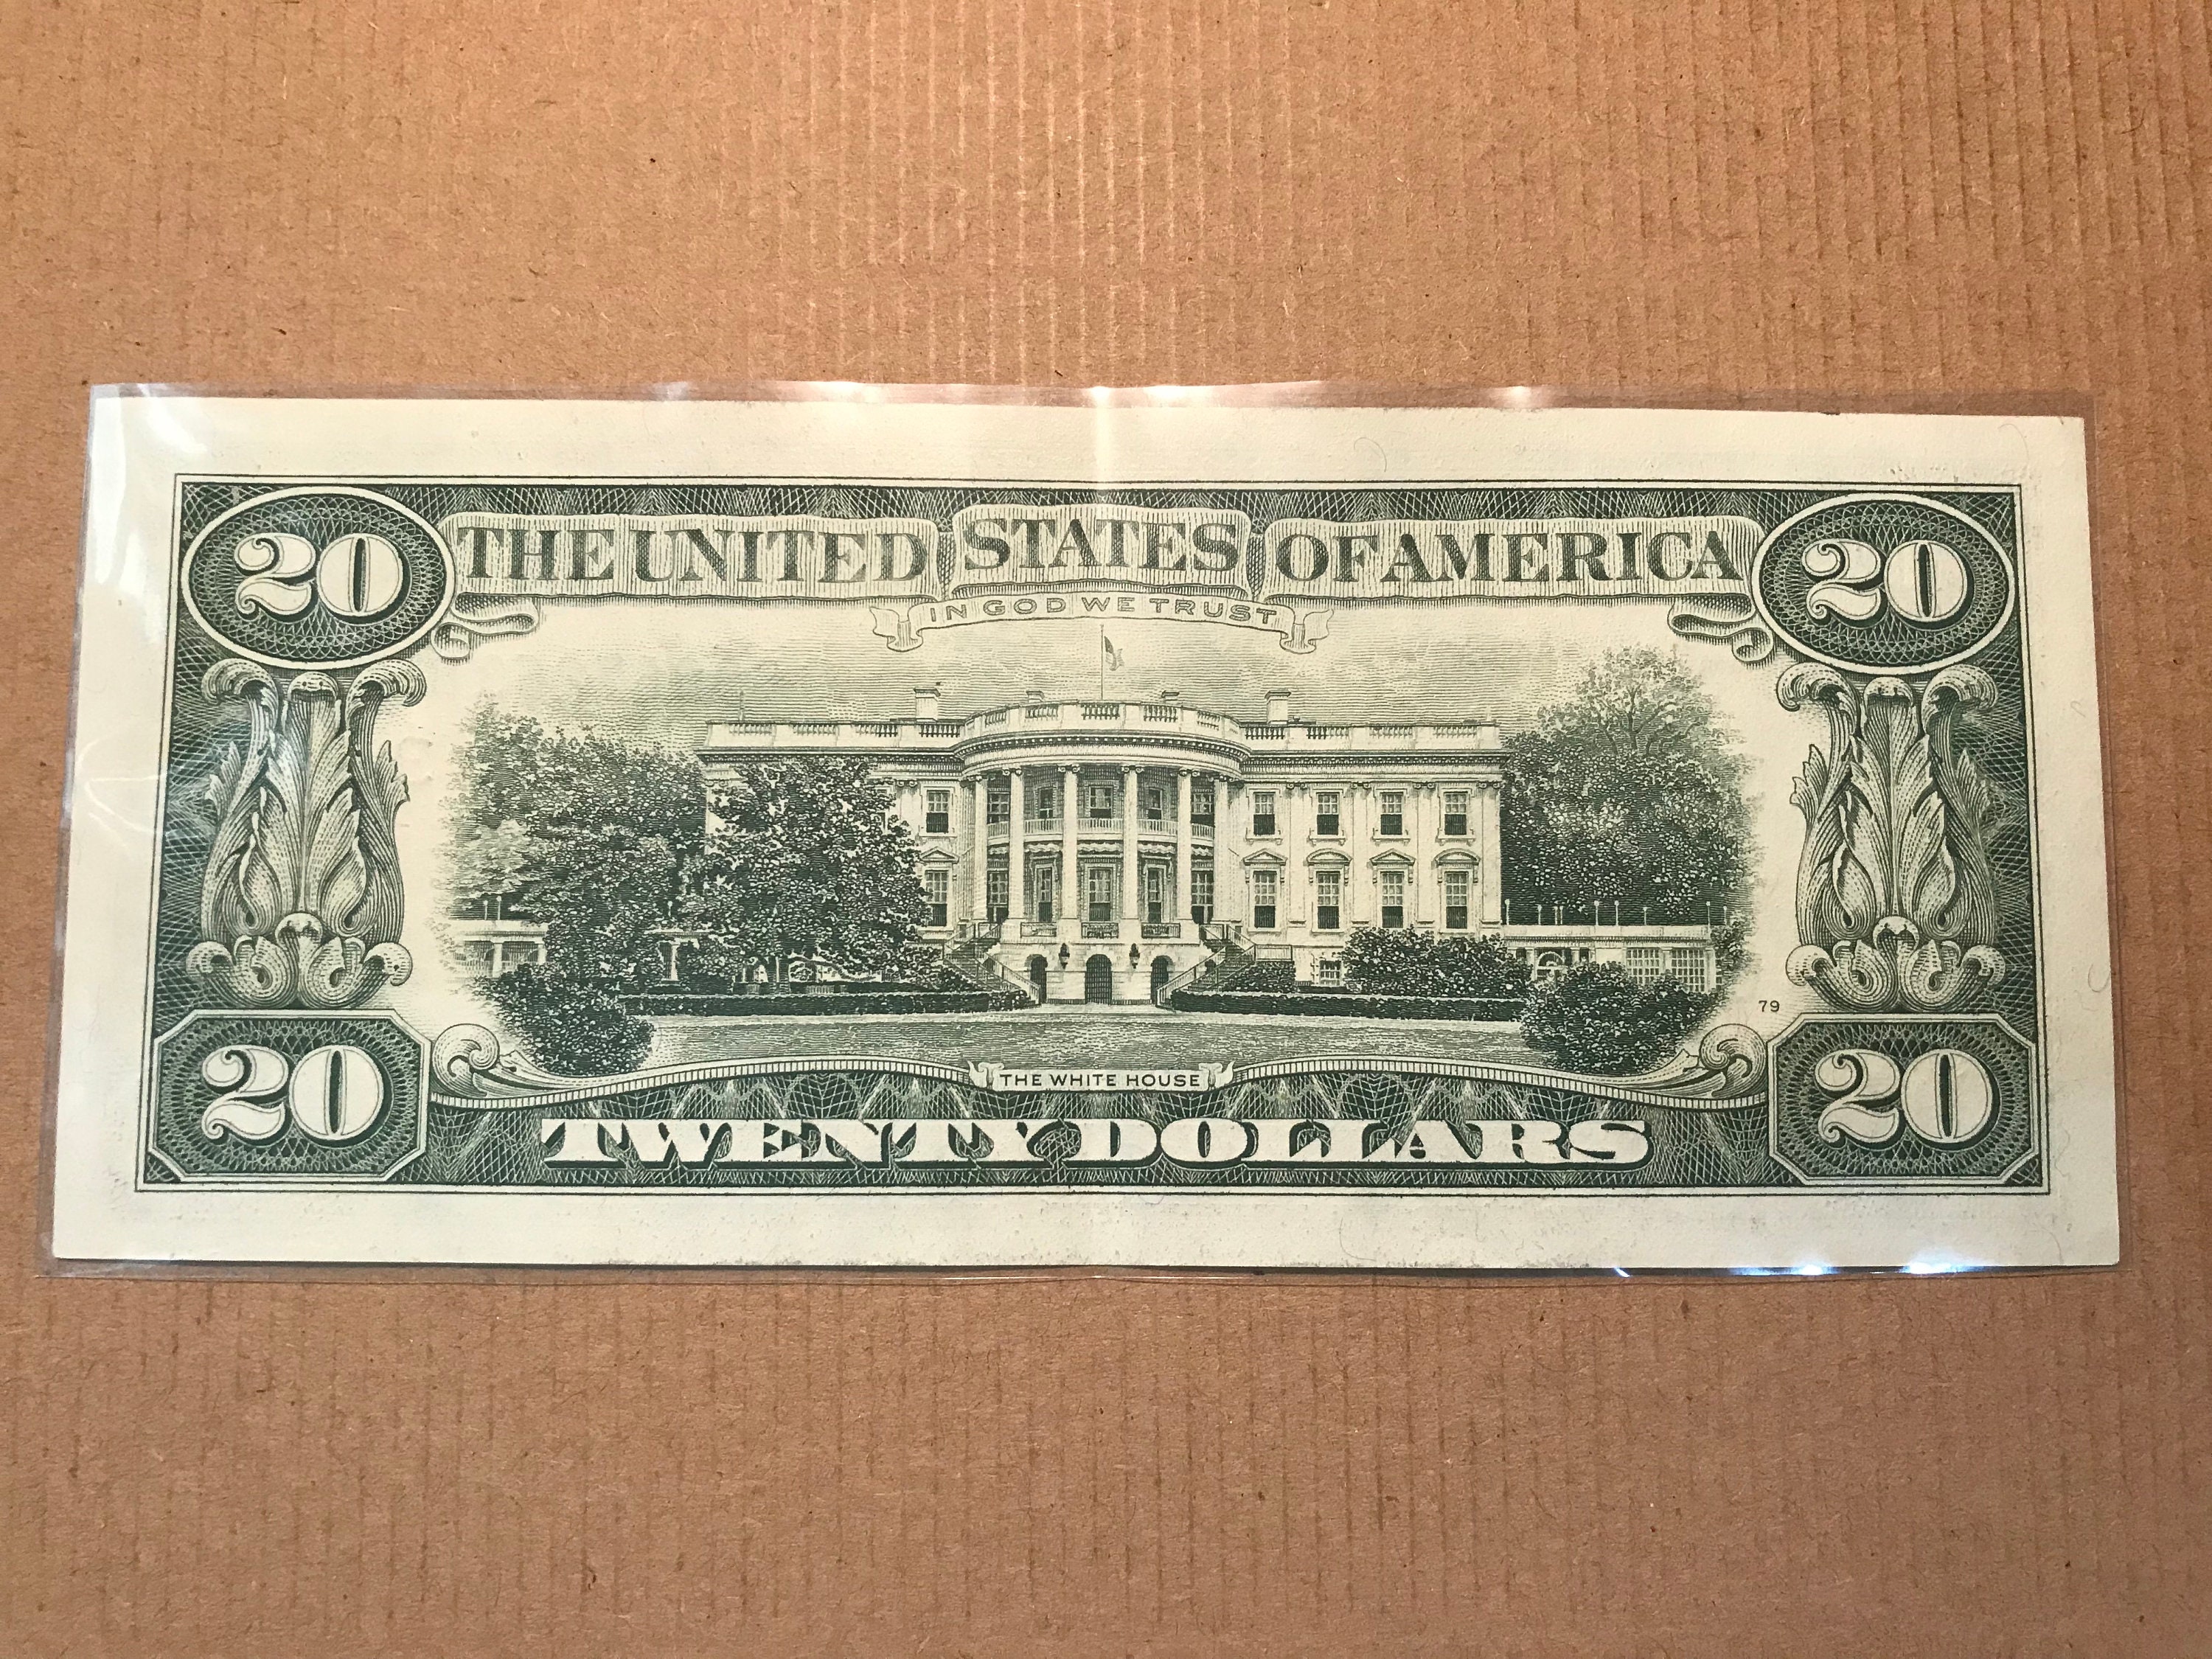 20 THE UNITED STATES OF AMERICA 20
IN GOD WE TRUST
79
20 THE WHITE HOUSE 20
TWENTY DOLLARS